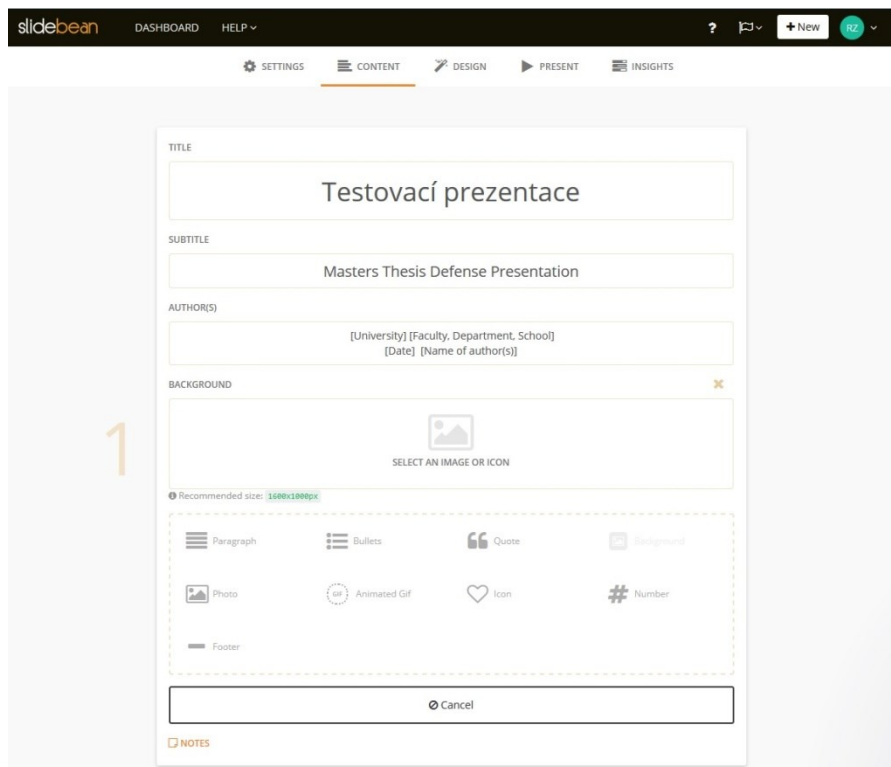 slidebean DASHBOARD HELP ? + New RZ
SETTINGS CONTENT DESIGN PRESENT INSIGHTS
TITLE
Testovací prezentace
SUBTITLE
Masters Thesis Defense Presentation
AUTHOR(S)
[University] [Faculty, Department, School]
[Date] [Name of author(s)]
BACKGROUND
1
SELECT AN IMAGE OR ICON
Recommended size: 1600x1000px
Paragraph Bullets Quote Background
Photo GIF Animated Gif Icon # Number
Footer
Cancel
NOTES